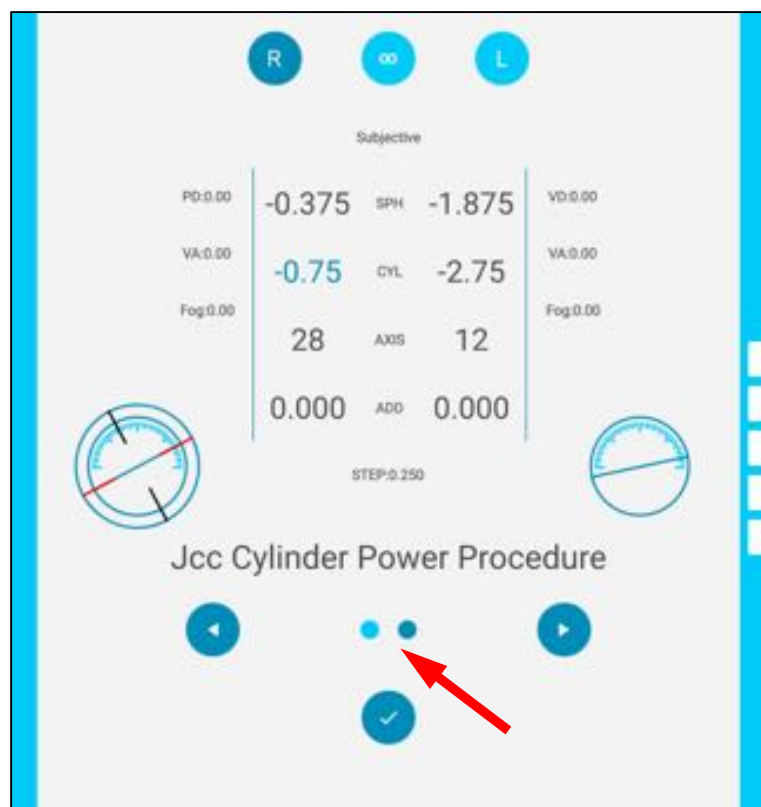 R ∞ L
Subjective
PD:0.00 -0.375 SPH -1.875 VD:0.00
VA:0.00 -0.75 CYL -2.75 VA:0.00
Fog:0.00 Fog:0.00
28 AXIS 12
0.000 ADD 0.000
STEP:0.250
Jcc Cylinder Power Procedure